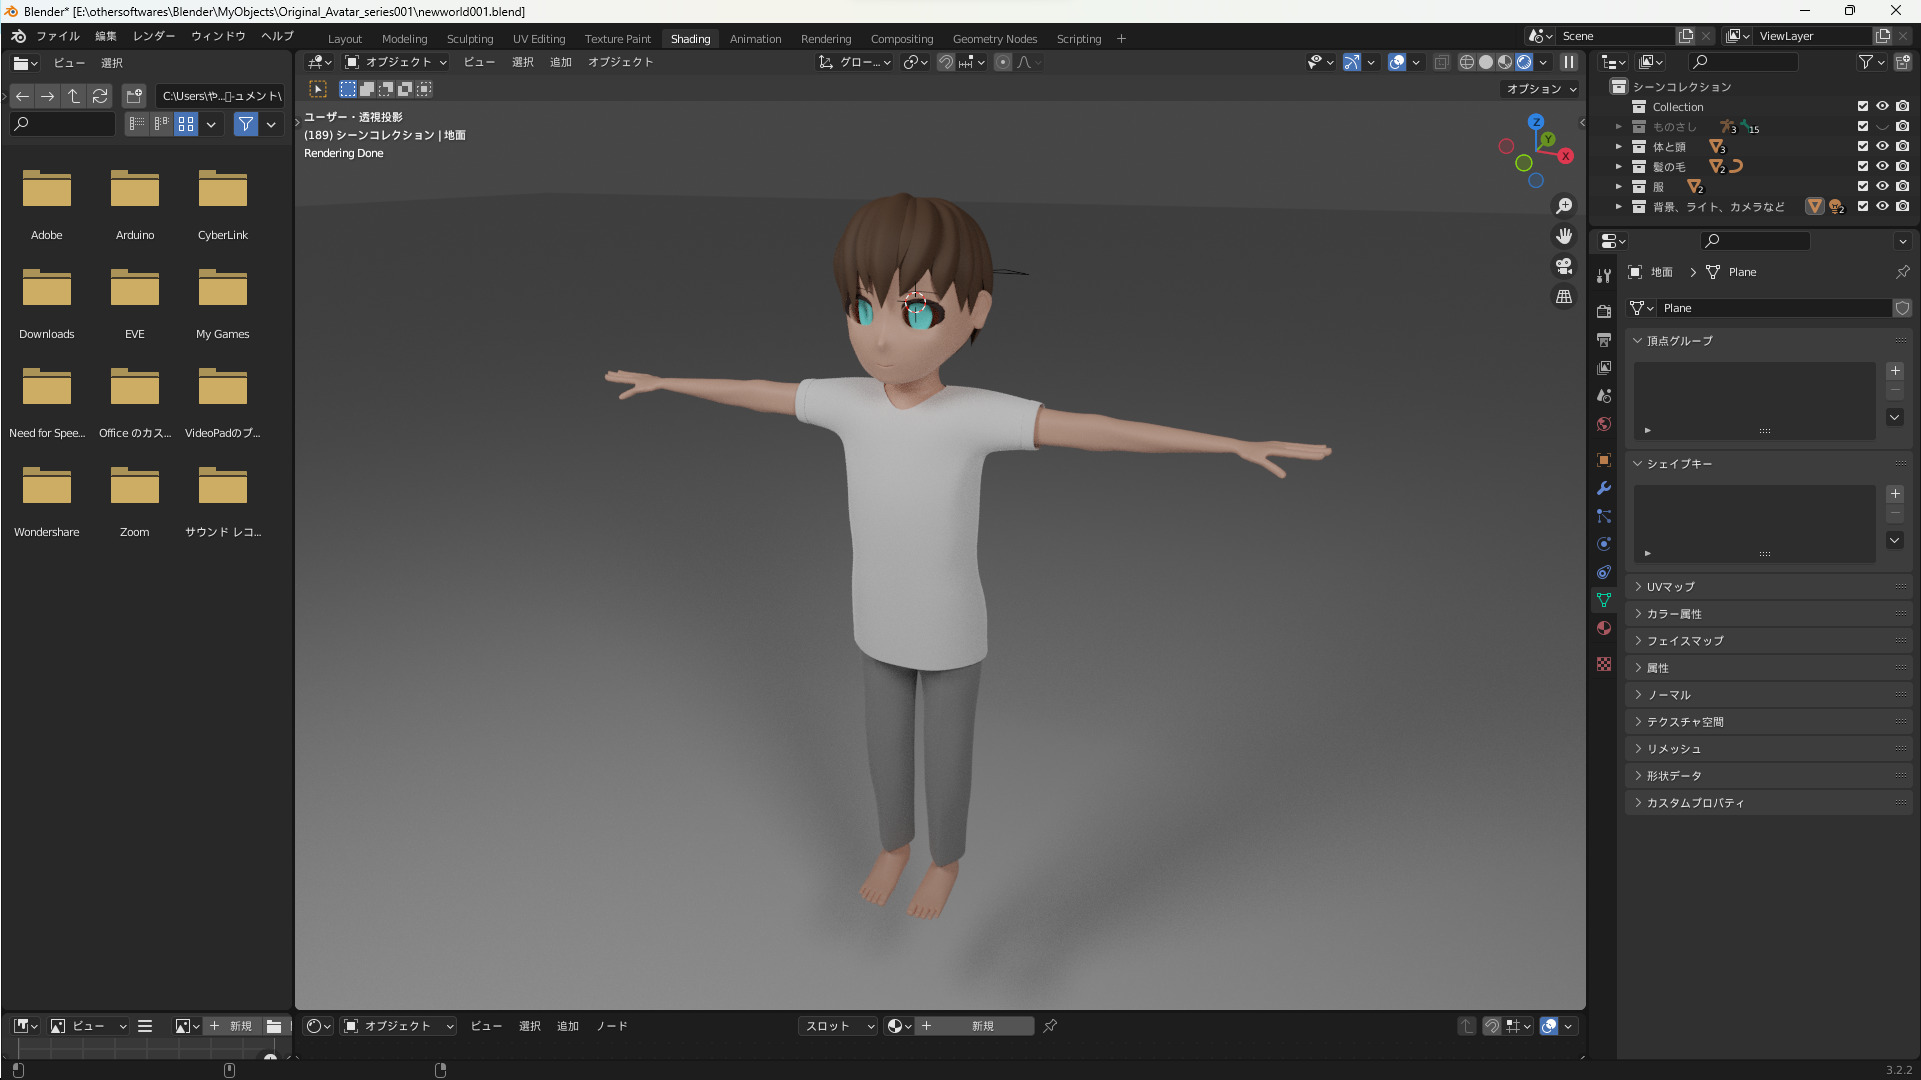 Blender* [E:\othersoftwares\Blender\MyObjects\Original_Avatar_series001\newworld001.blend]
ファイル 編集 レンダー ウィンドウ ヘルプ
Layout Modeling Sculpting UV Editing Texture Paint Shading Animation Rendering Compositing Geometry Nodes Scripting +
Scene
ViewLayer
ビュー 選択
オブジェクト ビュー 選択 追加 オブジェクト
グロー...
オプション
ユーザー・透視投影
(189) シーンコレクション | 地面
Rendering Done
Z
Y
X
Adobe Arduino CyberLink
Downloads EVE My Games
Need for Spee... Office のカス... VideoPadのプ...
Wondershare Zoom サウンド レコ...
シーンコレクション
Collection
ものさし 3 15
体と頭 3
髪の毛 2
服 2
背景、ライト、カメラなど 2
地面 Plane
Plane
頂点グループ
シェイプキー
UVマップ
カラー属性
フェイスマップ
属性
ノーマル
テクスチャ空間
リメッシュ
形状データ
カスタムプロパティ
ビュー
新規
オブジェクト ビュー 選択 追加 ノード
スロット
新規
3.2.2